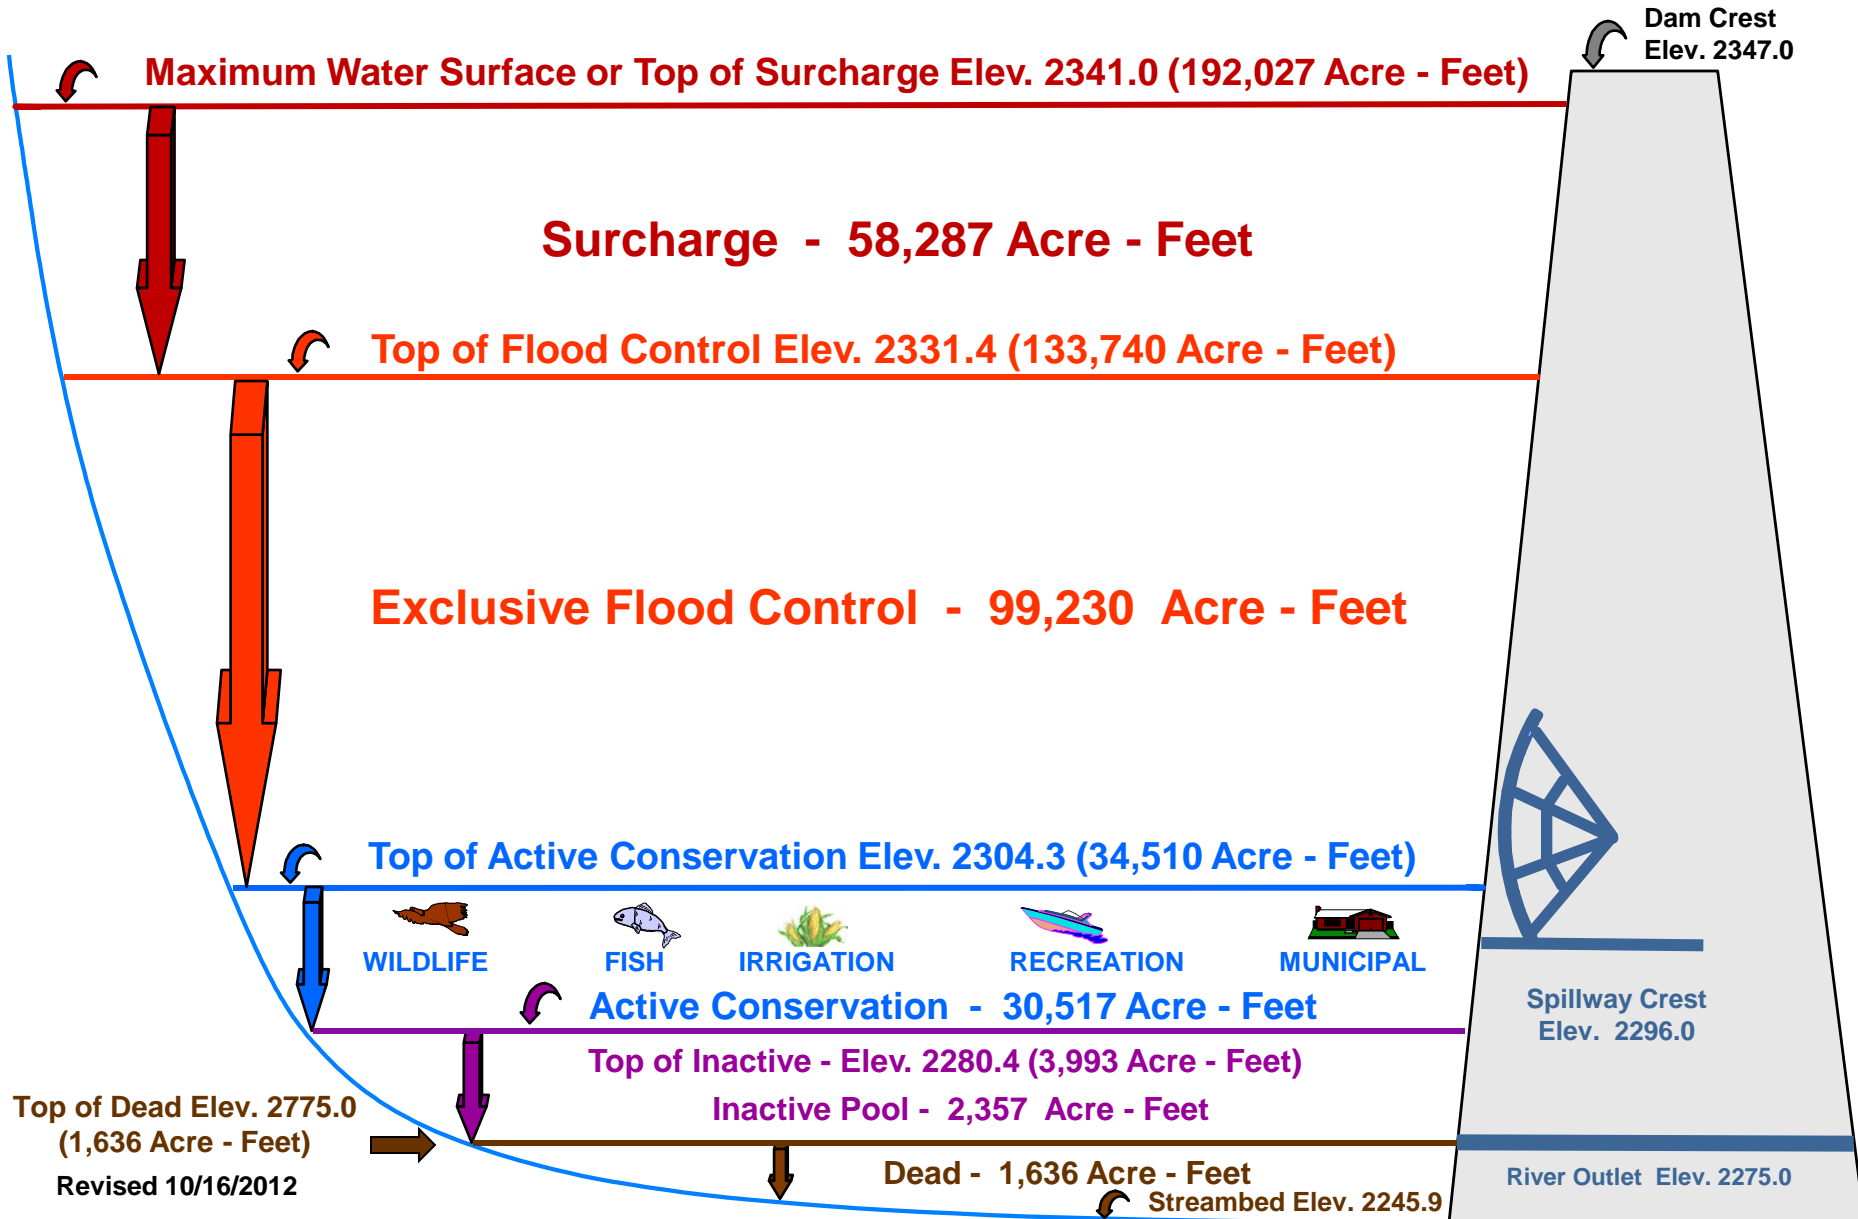 Dam Crest
Elev. 2347.0
Maximum Water Surface or Top of Surcharge Elev. 2341.0 (192,027 Acre - Feet)
Surcharge - 58,287 Acre - Feet
Top of Flood Control Elev. 2331.4 (133,740 Acre - Feet)
Exclusive Flood Control - 99,230 Acre - Feet
Top of Active Conservation Elev. 2304.3 (34,510 Acre - Feet)
WILDLIFE FISH IRRIGATION RECREATION MUNICIPAL
Active Conservation - 30,517 Acre - Feet
Spillway Crest
Elev. 2296.0
Top of Inactive - Elev. 2280.4 (3,993 Acre - Feet)
Inactive Pool - 2,357 Acre - Feet
Top of Dead Elev. 2775.0
(1,636 Acre - Feet)
Dead - 1,636 Acre - Feet
River Outlet Elev. 2275.0
Revised 10/16/2012
Streambed Elev. 2245.9